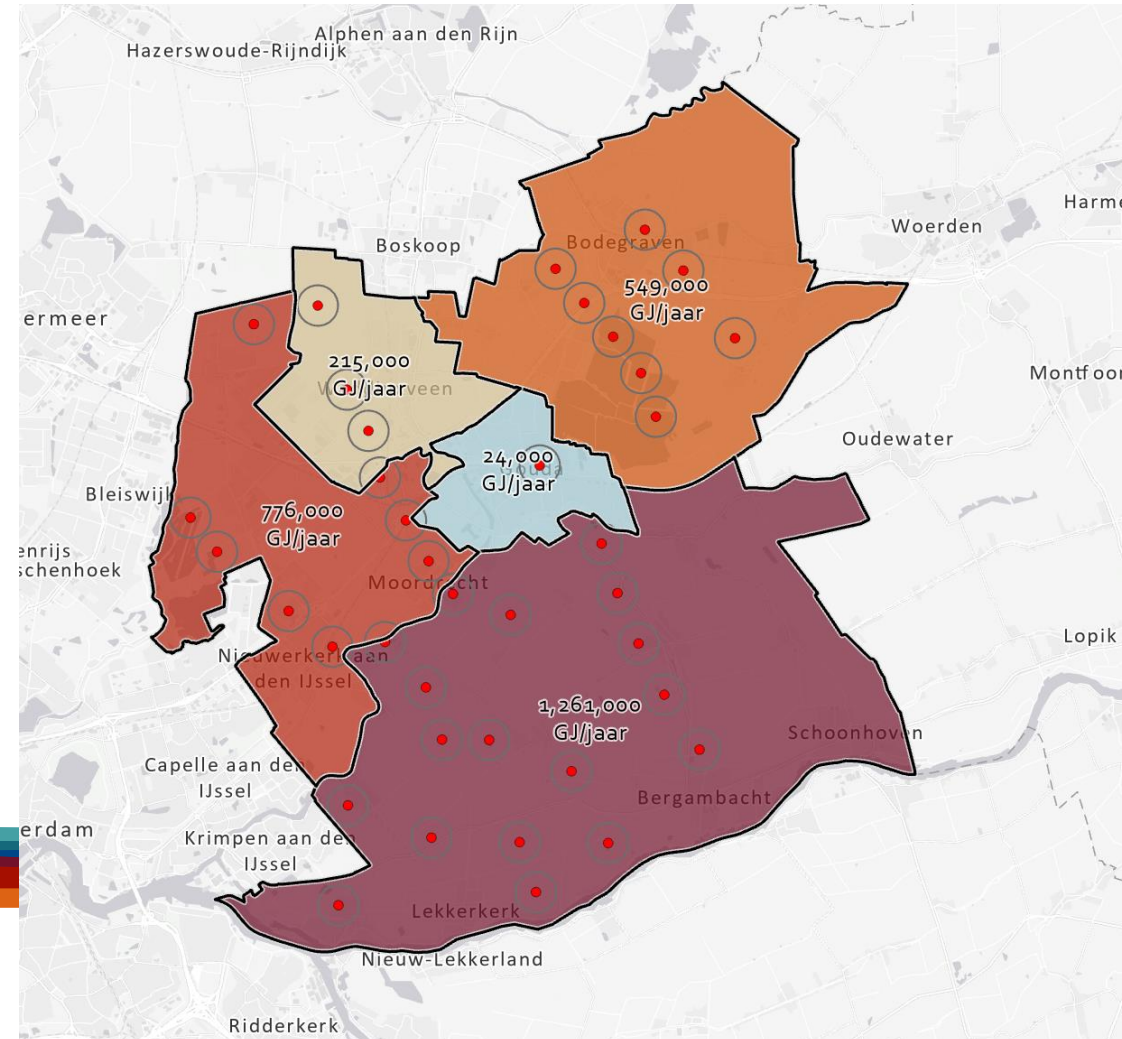 Alphen aan den Rijn
Hazerswoude-Rijndijk
Harme
Woerden
Boskoop
Bodegraven
549,000
GJ/jaar
ermeer
215,000
GJ/jaar
Montfoor
Oudewater
24,000
Gouda
GJ/jaar
Bleiswijl
776,000
GJ/jaar
enrijs
schenhoek
Moordrecht
Lopik
Nieuwerkerk aan
den IJssel
1,261,000
GJ/jaar
Schoonhoven
Capelle aan den
IJssel
Bergambacht
erdam
Krimpen aan den
IJssel
Lekkerkerk
Nieuw-Lekkerland
Ridderkerk